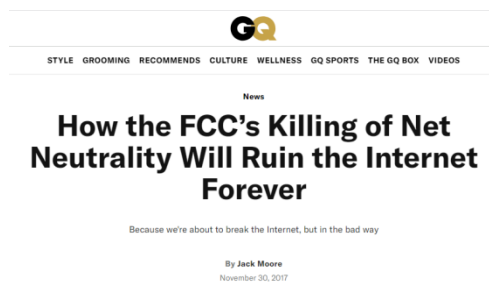 GQ
STYLE GROOMING RECOMMENDS CULTURE WELLNESS GQ SPORTS THE GQ BOX VIDEOS
News
How the FCC's Killing of Net
Neutrality Will Ruin the Internet
Forever
Because we're about to break the Internet, but in the bad way
By Jack Moore
November 30, 2017